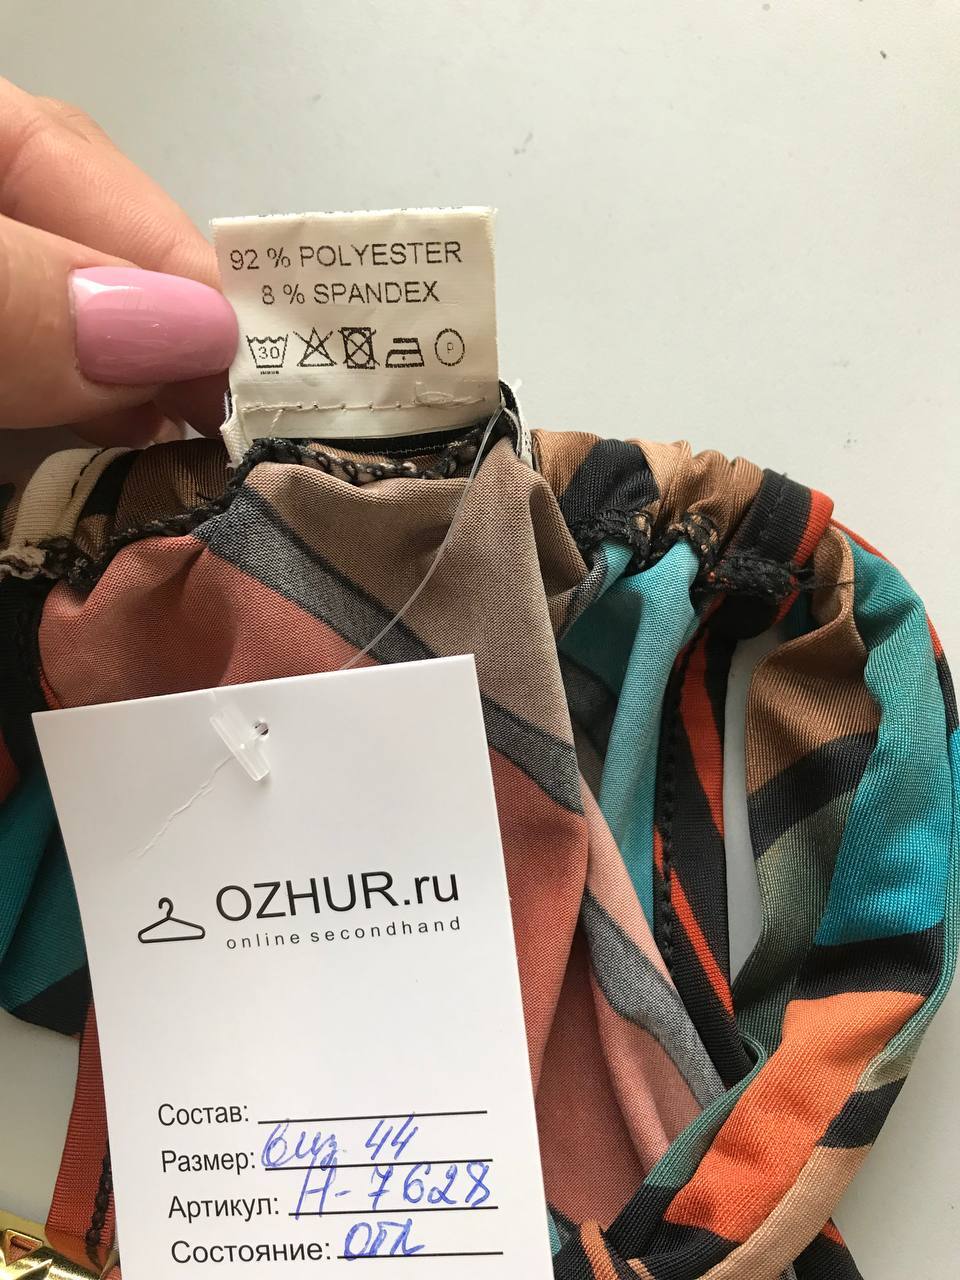 92 % POLYESTER
8 % SPANDEX
30
P
OZHUR.ru
online secondhand
Состав:
Размер: виз 44
Артикул: Н-7628
Состояние: отл